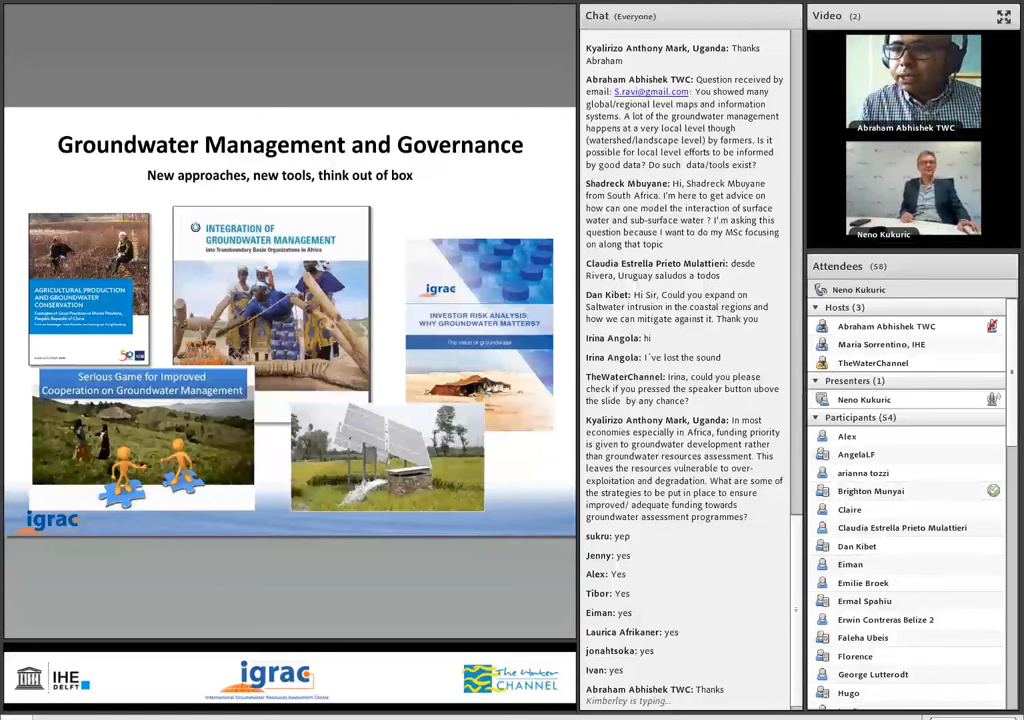 Groundwater Management and Governance
New approaches, new tools, think out of box
AGRICULTURAL PRODUCTION
AND GROUNDWATER
CONSERVATION
INTEGRATION OF
GROUNDWATER MANAGEMENT
into Transboundary Basin Organizations in Africa
igrac
INVESTOR RISK ANALYSIS:
WHY GROUNDWATER MATTERS?
The value of groundwater
Serious Game for Improved
Cooperation on Groundwater Management
igrac
IHE
DELFT
igrac
International Groundwater Resources Assessment Centre
The Water
CHANNEL
Chat (Everyone)
Kyalirizo Anthony Mark, Uganda: Thanks
Abraham
Abraham Abhishek TWC: Question received by
email: S.ravi@gmail.com: You showed many
global/regional level maps and information
systems. A lot of the groundwater management
happens at a very local level though
(watershed/landscape level) by farmers. Is it
possible for local level efforts to be informed
by good data? Do such data/tools exist?
Shadreck Mbuyane: Hi, Shadreck Mbuyane
from South Africa. I'm here to get advice on
how can one model the interaction of surface
water and sub-surface water ? I'.m asking this
question because I want to do my MSc focusing
on along that topic
Claudia Estrella Prieto Mulattieri: desde
Rivera, Uruguay saludos a todos
Dan Kibet: Hi Sir, Could you expand on
Saltwater intrusion in the coastal regions and
how we can mitigate against it. Thank you
Irina Angola: hi
Irina Angola: I´ve lost the sound
TheWaterChannel: Irina, could you please
check if you pressed the speaker button ubove
the slide by any chance?
Kyalirizo Anthony Mark, Uganda: In most
economies especially in Africa, funding priority
is given to groundwater development rather
than groundwater resources assessment. This
leaves the resources vulnerable to over-
exploitation and degradation. What are some of
the strategies to be put in place to ensure
improved/ adequate funding towards
groundwater assessment programmes?
sukru: yep
Jenny: yes
Alex: Yes
Tibor: Yes
Eiman: yes
Laurica Afrikaner: yes
jonahtsoka: yes
Ivan: yes
Abraham Abhishek TWC: Thanks
Kimberley is typing...
Video (2)
Abraham Abhishek TWC
Neno Kukuric
Attendees (58)
Neno Kukuric
Hosts (3)
Abraham Abhishek TWC
Maria Sorrentino, IHE
TheWaterChannel
Presenters (1)
Neno Kukuric
Participants (54)
Alex
AngelaLF
arianna tozzi
Brighton Munyai
Claire
Claudia Estrella Prieto Mulattieri
Dan Kibet
Eiman
Emilie Broek
Ermal Spahiu
Erwin Contreras Belize 2
Faleha Ubeis
Florence
George Lutterodt
Hugo